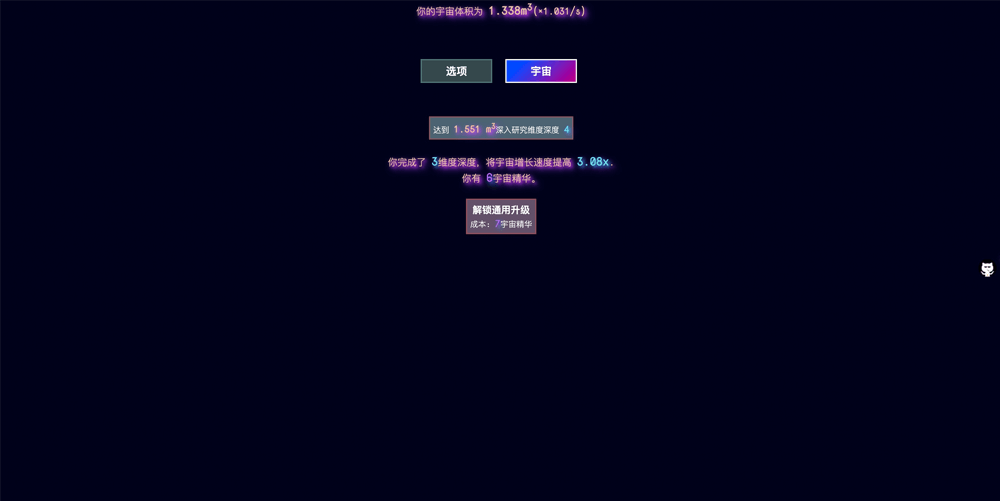 你的宇宙体积为 1.338m³(×1.031/s)
选项
宇宙
达到 1.551 m³深入研究维度深度 4
你完成了 3维度深度，将宇宙增长速度提高 3.08x.
你有 6宇宙精华。
解锁通用升级
成本: 7宇宙精华